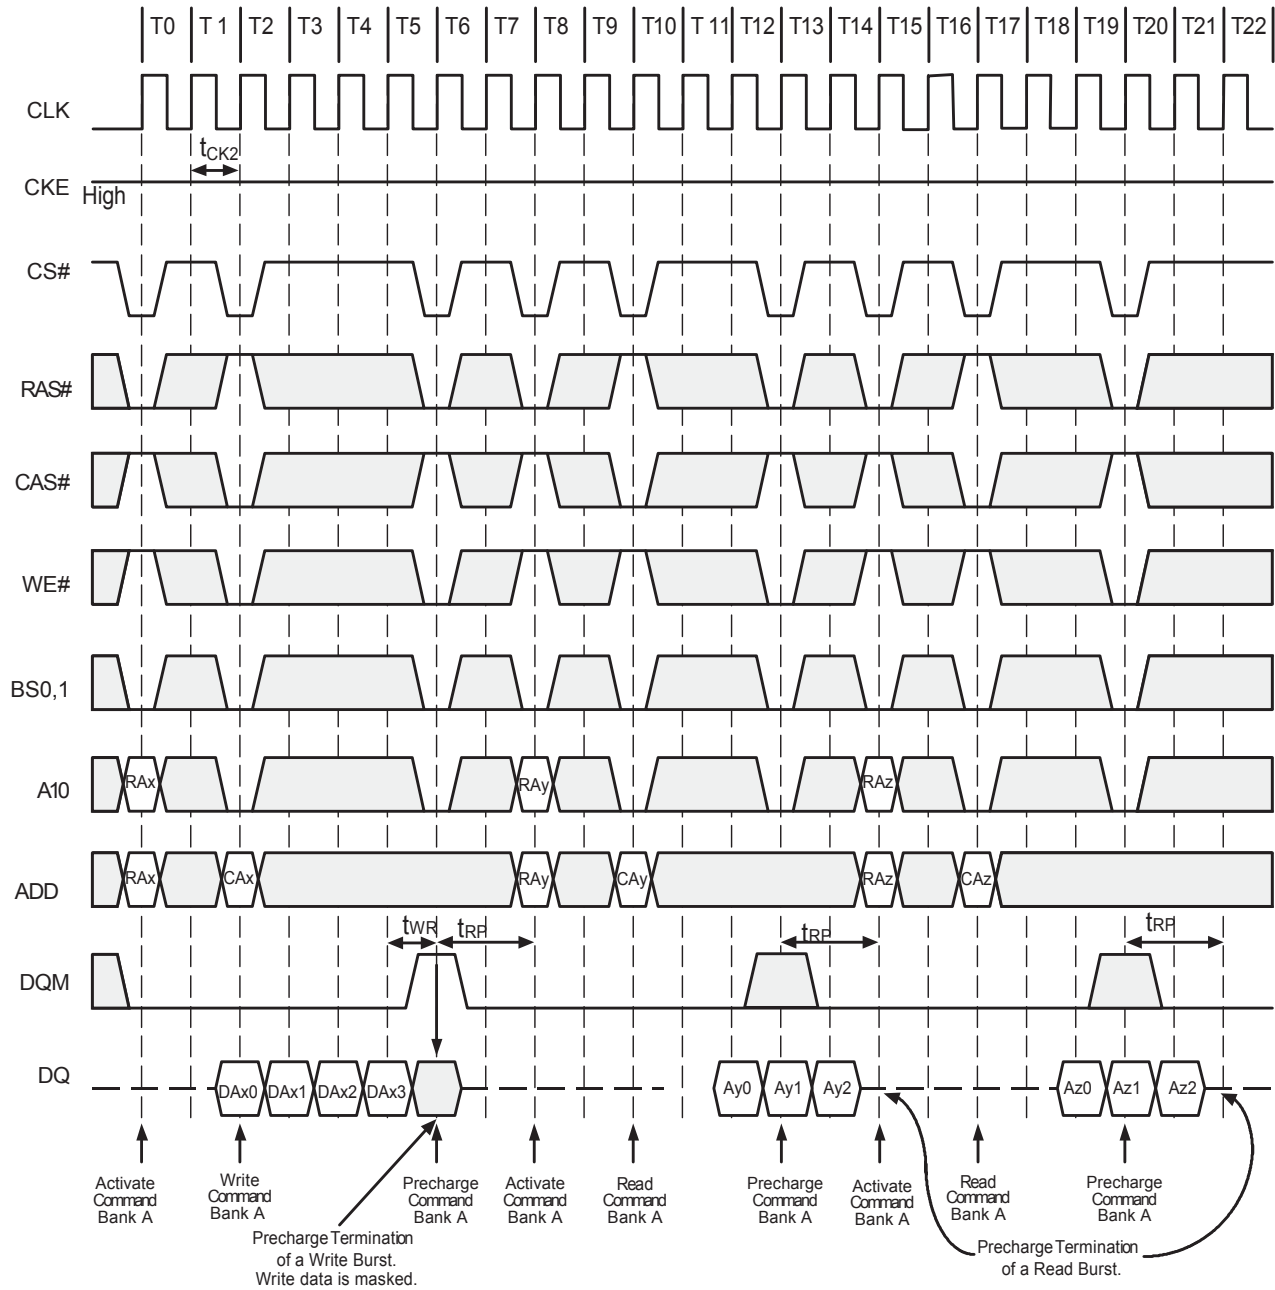 T0 T 1 T2 T3 T4 T5 T6 T7 T8 T9 T10 T 11 T12 T13 T14 T15 T16 T17 T18 T19 T20 T21 T22
CLK
tCK2
CKE High
CS#
RAS#
CAS#
WE#
BS0,1
A10 RAx RAy RAz
ADD RAx CAx RAy CAy RAz CAz
tWR tRP tRP tRP
DQM
DQ DAx0 DAx1 DAx2 DAx3 Ay0 Ay1 Ay2 Az0 Az1 Az2
Activate
Command
Bank A
Write
Command
Bank A
Precharge
Command
Bank A
Activate
Command
Bank A
Read
Command
Bank A
Precharge
Command
Bank A
Activate
Command
Bank A
Read
Command
Bank A
Precharge
Command
Bank A
Precharge Termination
of a Write Burst.
Write data is masked.
Precharge Termination
of a Read Burst.